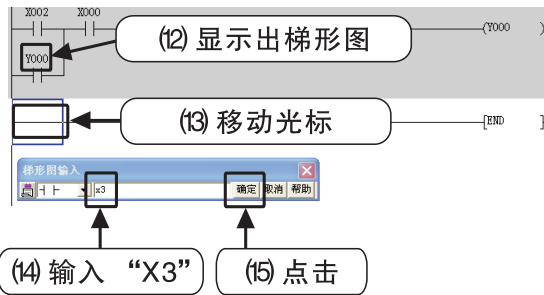 X002 X000
(Y000 )
⑿ 显示出梯形图
Y000
⒀ 移动光标
[END ]
梯形图输入
x3
确定 取消 帮助
⒁ 输入 “X3”
⒂ 点击